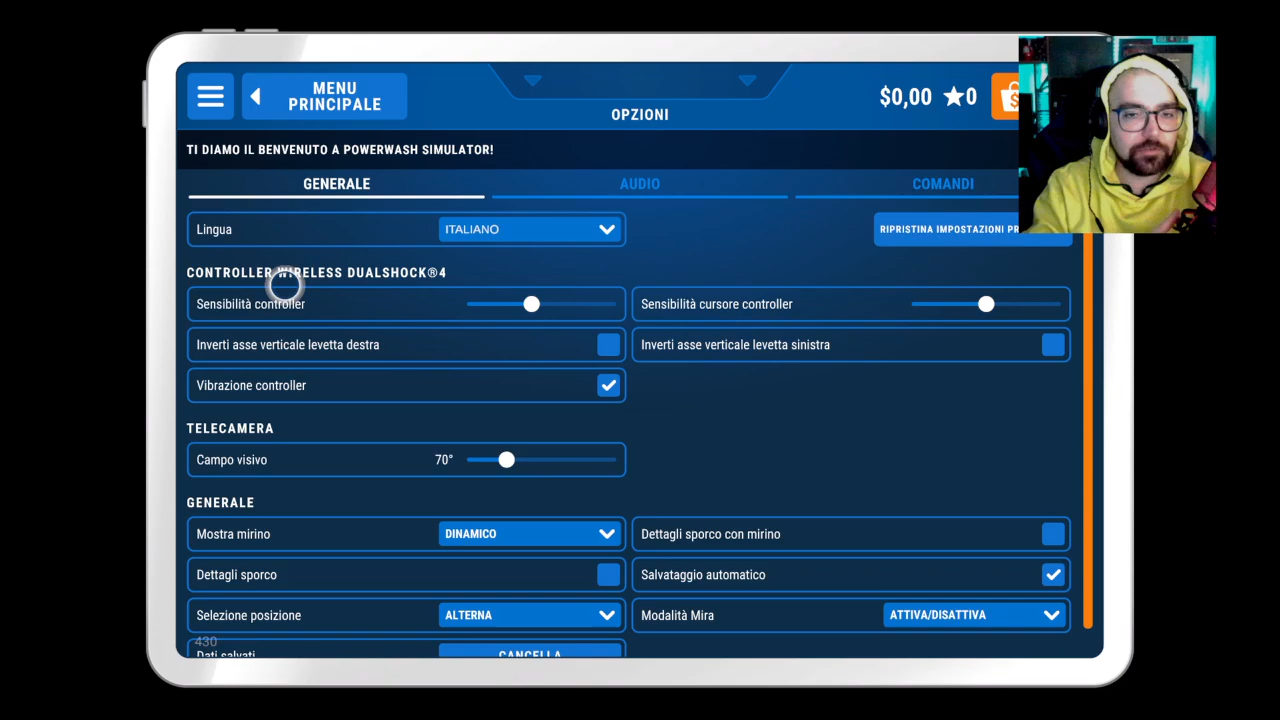 MENU
PRINCIPALE
OPZIONI
$0,00 ★0
TI DIAMO IL BENVENUTO A POWERWASH SIMULATOR!
GENERALE
AUDIO
COMANDI
Lingua
ITALIANO
RIPRISTINA IMPOSTAZIONI
CONTROLLER WIRELESS DUALSHOCK®4
Sensibilità controller
Sensibilità cursore controller
Inverti asse verticale levetta destra
Inverti asse verticale levetta sinistra
Vibrazione controller
TELECAMERA
Campo visivo
70°
GENERALE
Mostra mirino
DINAMICO
Dettagli sporco con mirino
Dettagli sporco
Salvataggio automatico
Selezione posizione
ALTERNA
Modalità Mira
ATTIVA/DISATTIVA
430
Dati salvati
CANCELLA